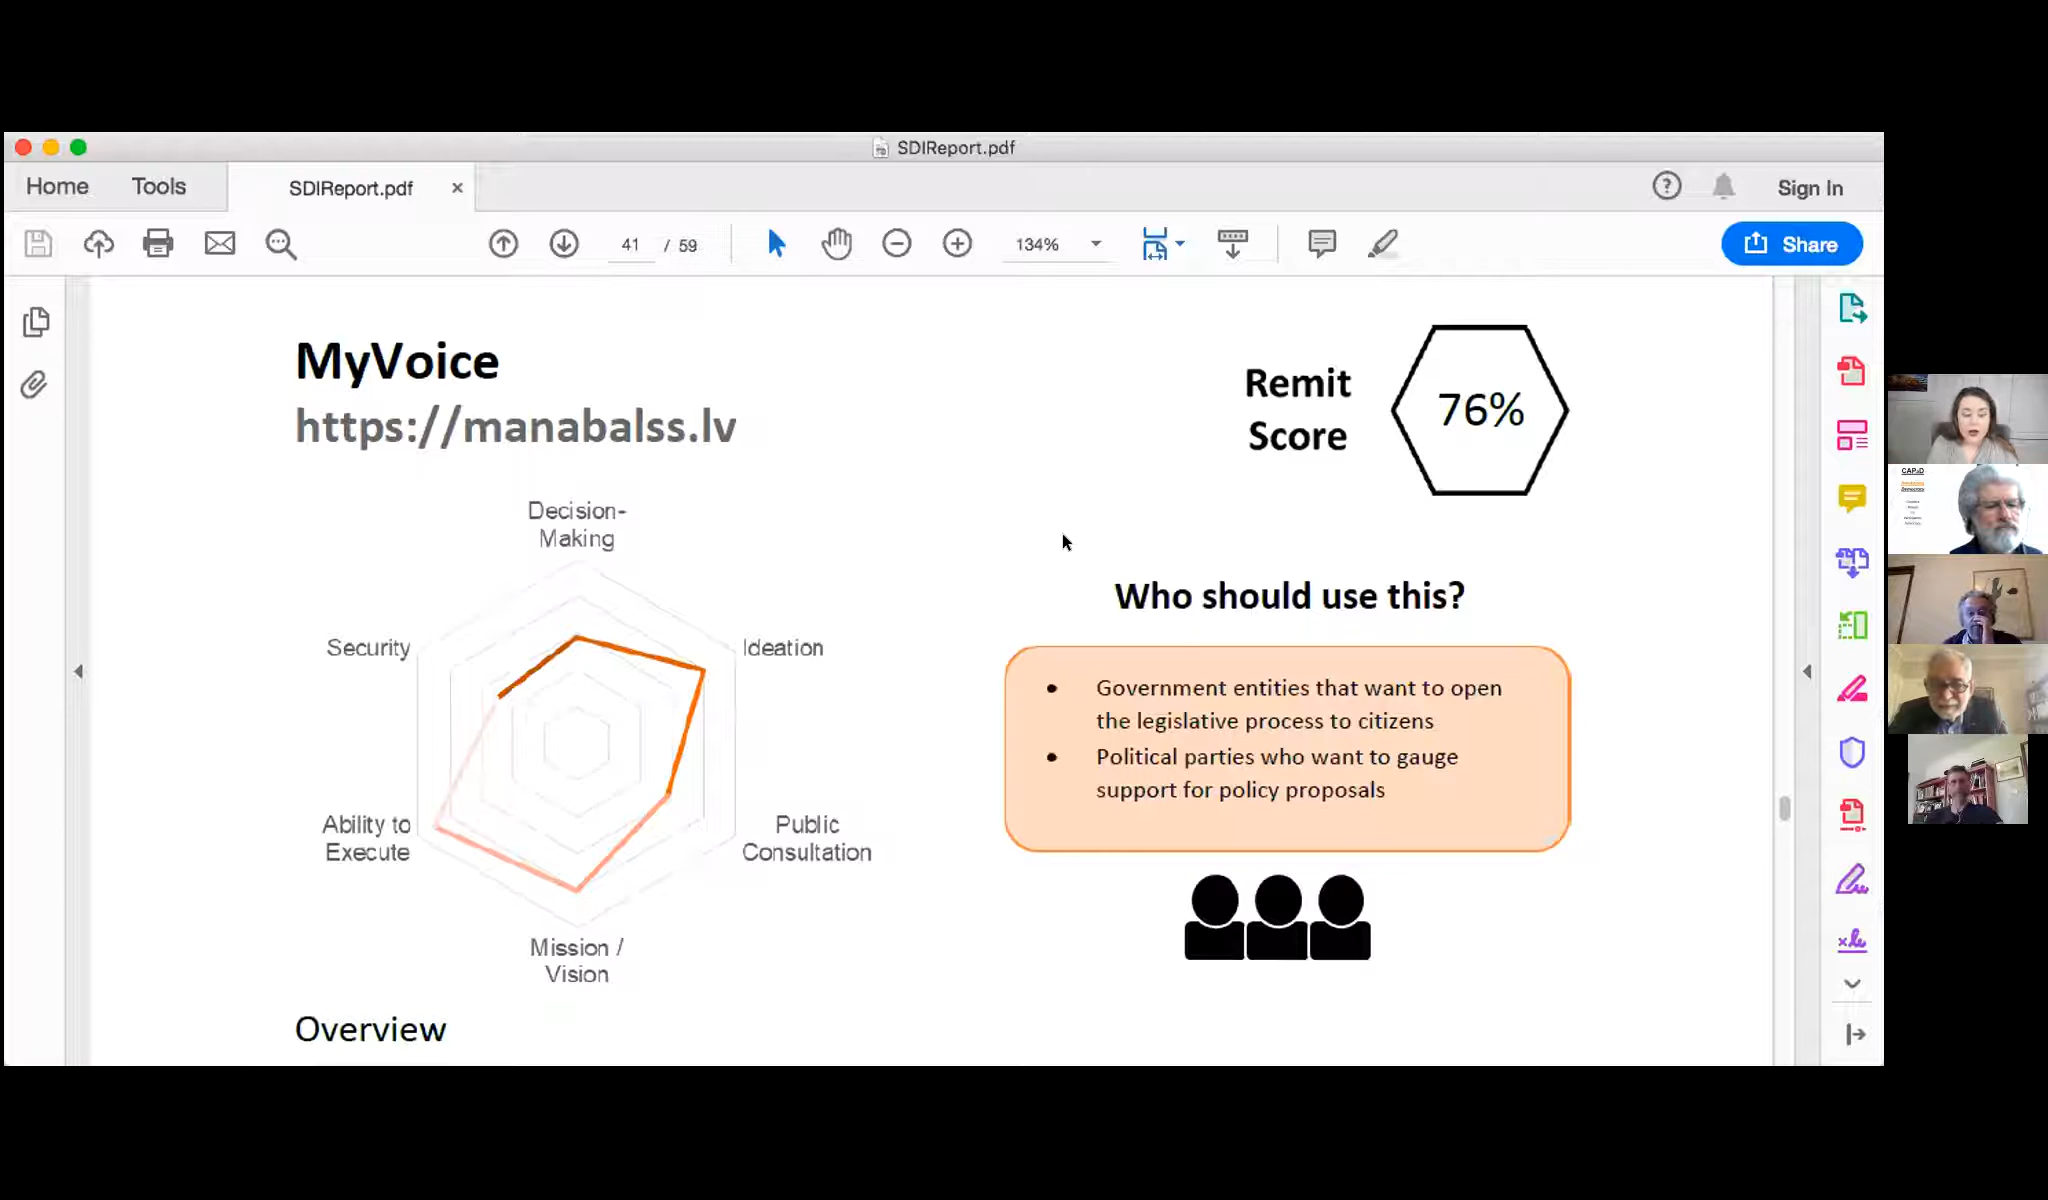 SDIReport.pdf
Home
Tools
SDIReport.pdf
×
Sign In
41 / 59
134%
Share
MyVoice
https://manabalss.lv
Remit
Score
76%
Decision-
Making
Security
Ideation
Ability to
Execute
Public
Consultation
Mission /
Vision
Who should use this?
• Government entities that want to open
the legislative process to citizens
• Political parties who want to gauge
support for policy proposals
Overview